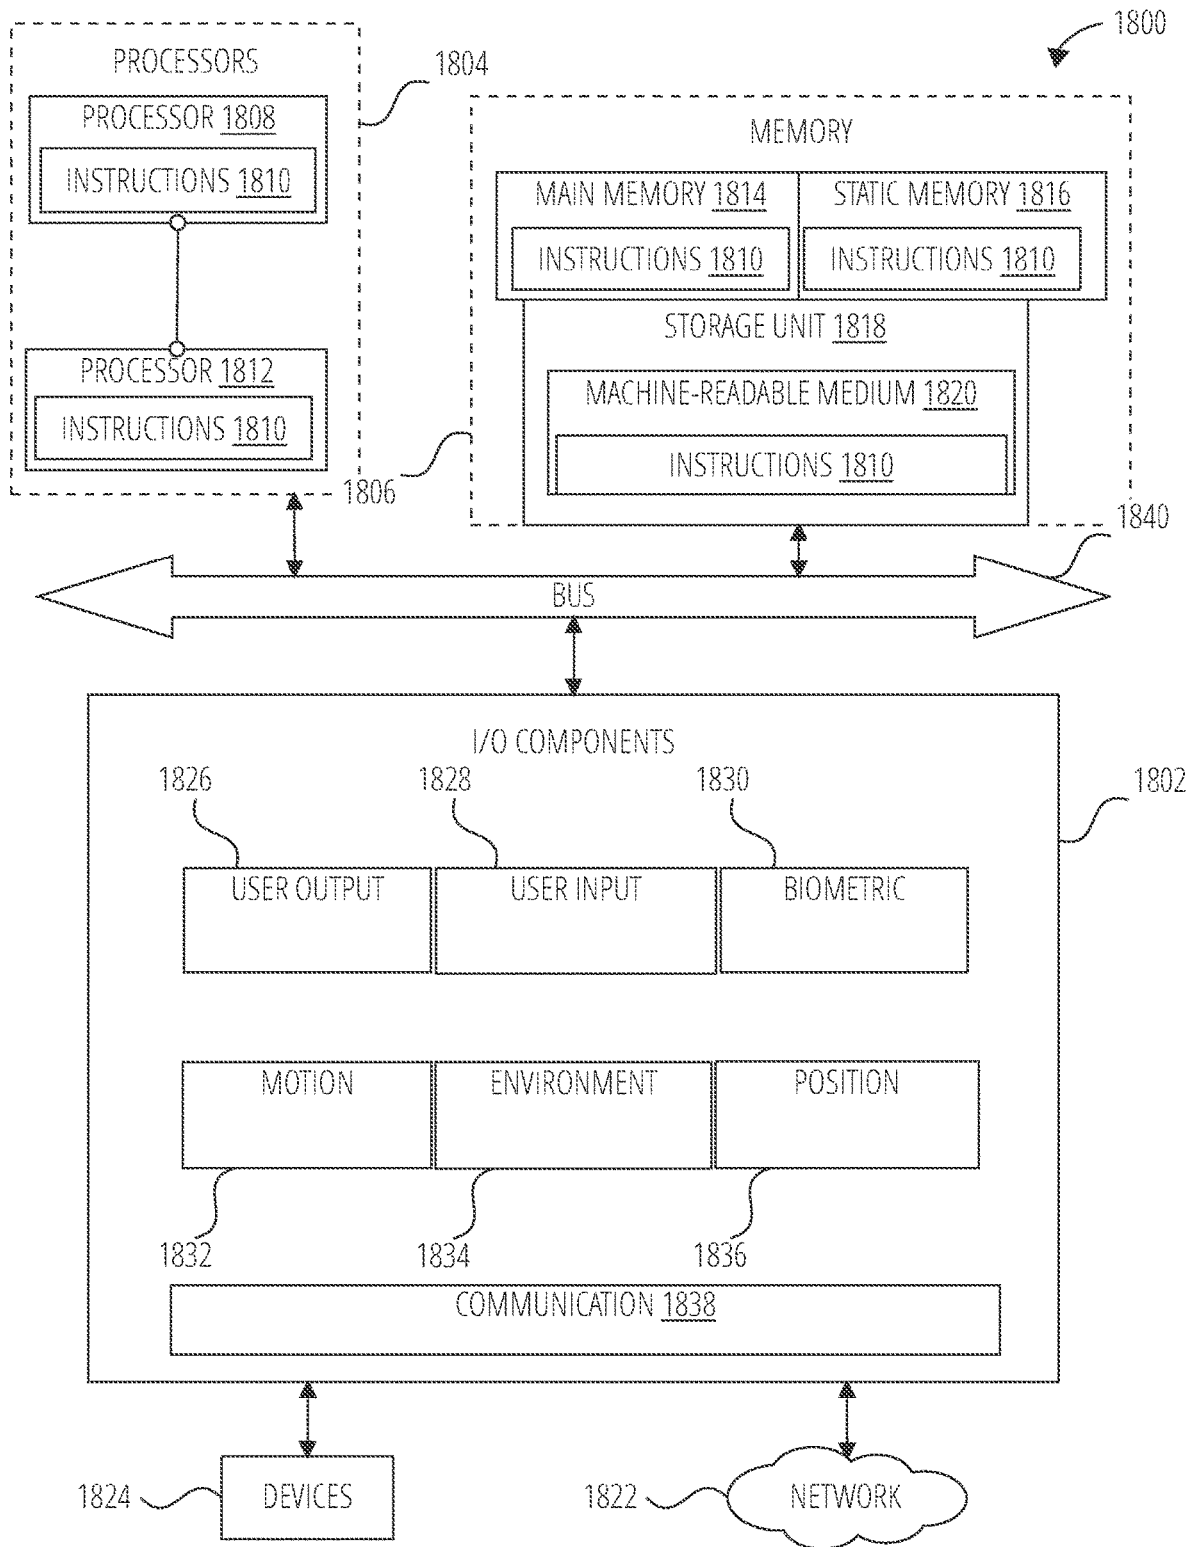 1800
PROCESSORS
1804
PROCESSOR 1808
INSTRUCTIONS 1810
PROCESSOR 1812
INSTRUCTIONS 1810
MEMORY
MAIN MEMORY 1814
INSTRUCTIONS 1810
STATIC MEMORY 1816
INSTRUCTIONS 1810
STORAGE UNIT 1818
MACHINE-READABLE MEDIUM 1820
INSTRUCTIONS 1810
1806
1840
BUS
I/O COMPONENTS
1802
1826
1828
1830
USER OUTPUT
USER INPUT
BIOMETRIC
MOTION
ENVIRONMENT
POSITION
1832
1834
1836
COMMUNICATION 1838
1824
DEVICES
1822
NETWORK